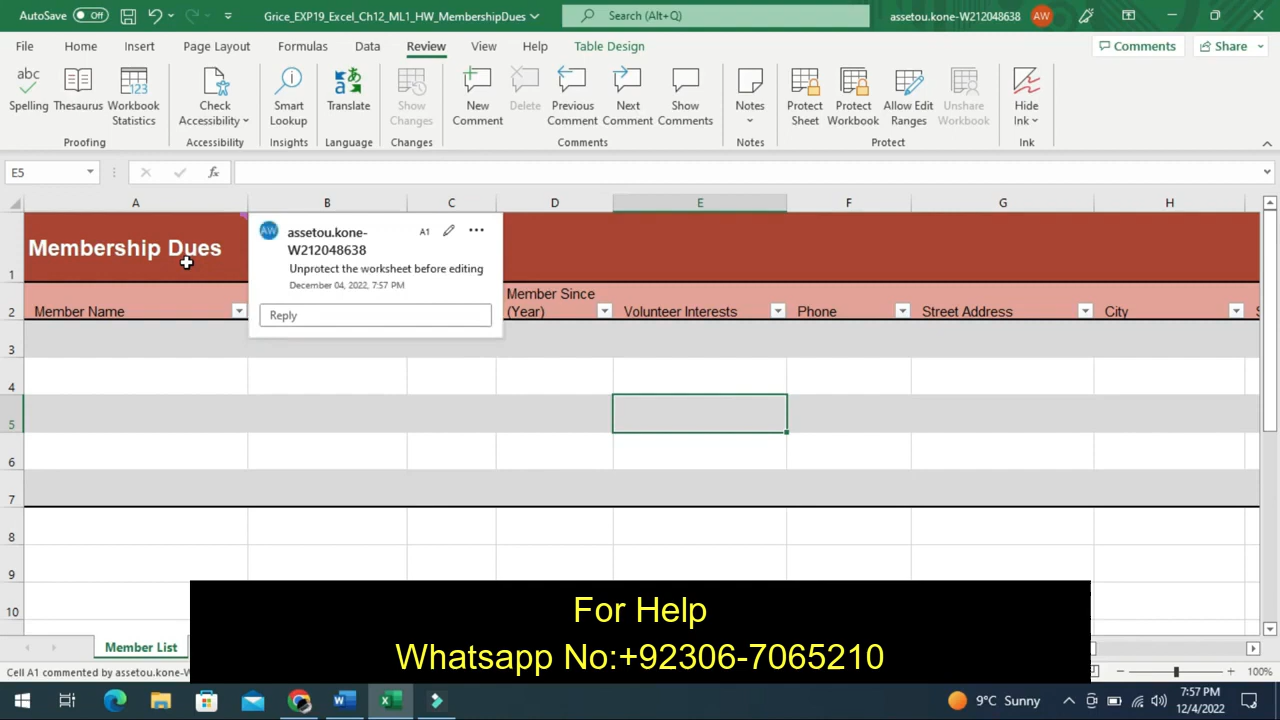 AutoSave Off Grice_EXP19_Excel_Ch12_ML1_HW_MembershipDues Search (Alt+Q) assetou.kone-W212048638 AW
File Home Insert Page Layout Formulas Data Review View Help Table Design Comments Share
abc
Spelling Thesaurus Workbook Statistics Check Accessibility Smart Lookup Translate Show Changes New Comment Delete Previous Comment Next Comment Show Comments Notes Protect Sheet Protect Workbook Allow Edit Ranges Unshare Workbook Hide Ink
Proofing Accessibility Insights Language Changes Comments Notes Protect Ink
E5 fx
A B C D E F G H
1 Membership Dues
AW assetou.kone-W212048638 A1
Unprotect the worksheet before editing
December 04, 2022, 7:57 PM
Reply
2 Member Name Member Since (Year) Volunteer Interests Phone Street Address City
3
4
5
6
7
8
9
10
For Help
Whatsapp No:+92306-7065210
Member List
Cell A1 commented by assetou.kone-W 100%
9°C Sunny 7:57 PM
12/4/2022